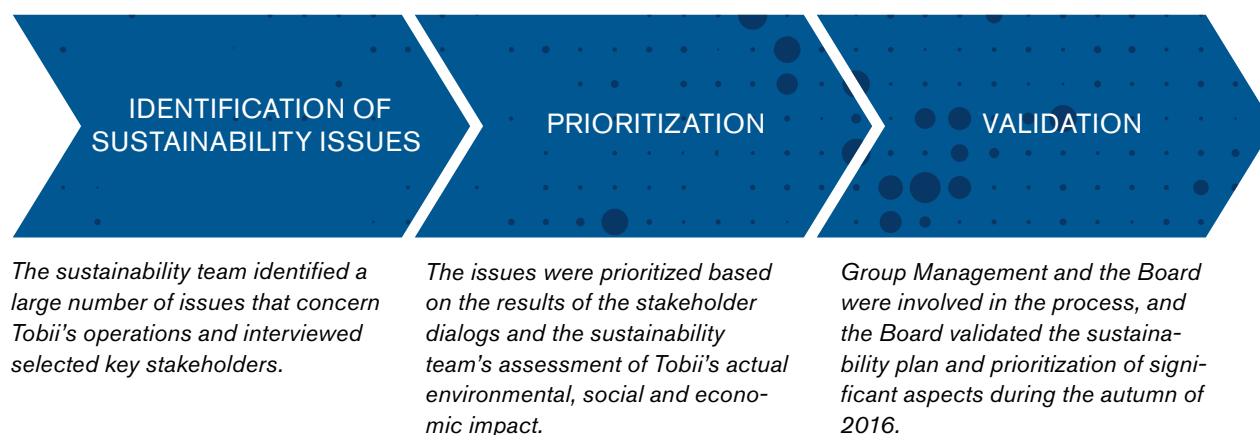 IDENTIFICATION OF
SUSTAINABILITY ISSUES
PRIORITIZATION
VALIDATION
The sustainability team identified a
large number of issues that concern
Tobii's operations and interviewed
selected key stakeholders.
The issues were prioritized based
on the results of the stakeholder
dialogs and the sustainability
team's assessment of Tobii's actual
environmental, social and econo-
mic impact.
Group Management and the Board
were involved in the process, and
the Board validated the sustaina-
bility plan and prioritization of signi-
ficant aspects during the autumn of
2016.